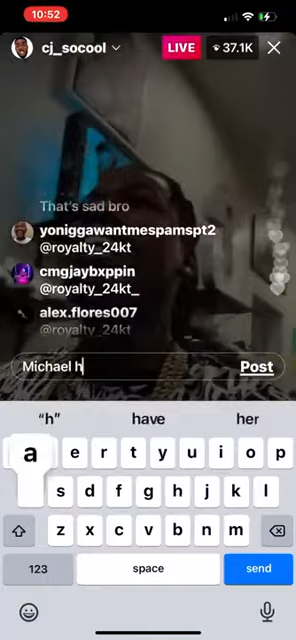 10:52
cj_socool
LIVE
37.1K
That's sad bro
yoniggawantmespamspt2
@royalty_24kt
cmgjaybxppin
@royalty_24kt_
alex.flores007
@royalty_24kt
Michael h
Post
"h"
have
her
a e r t y u i o p
s d f g h j k l
z x c v b n m
123 space send